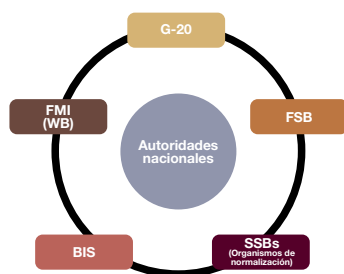 G-20
FMI
(WB)
FSB
Autoridades
nacionales
BIS
SSBs
(Organismos de
normalización)